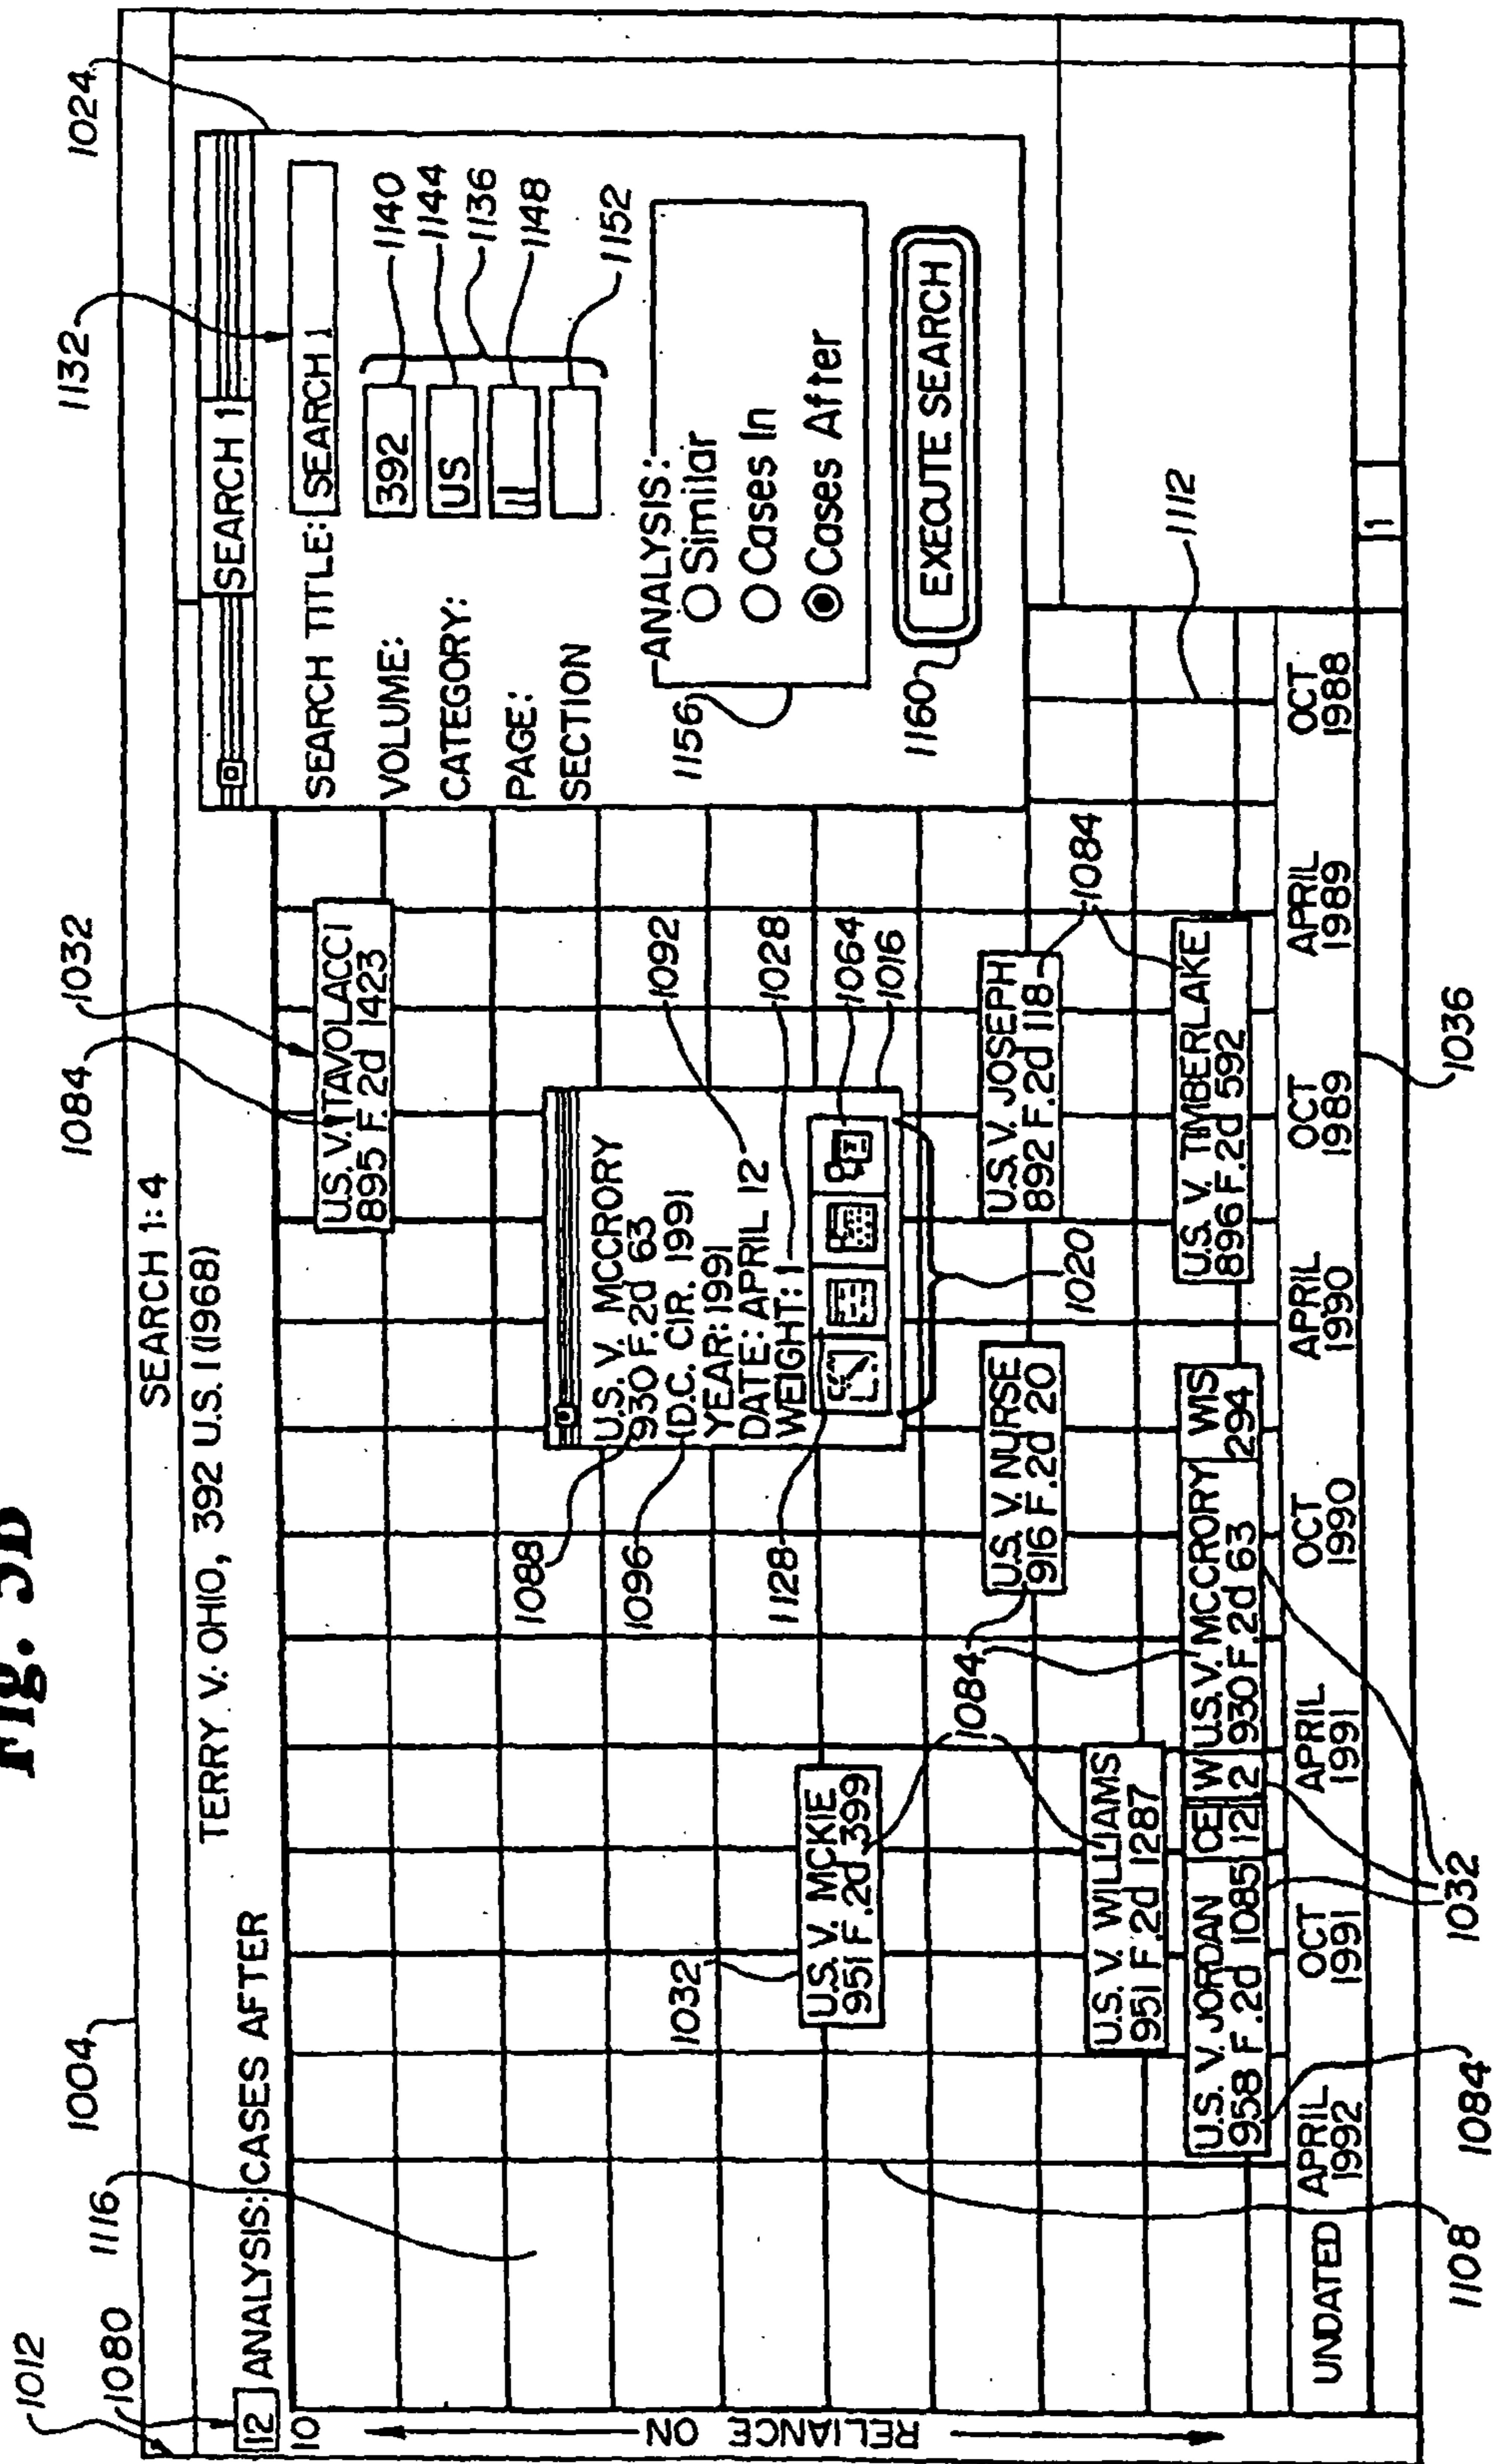 Fig. 5D
1012
1080
1116
1004
1084
1032
1132
1024
SEARCH 1: 4
TERRY V. OHIO, 392 U.S. 1 (1968)
12 ANALYSIS: CASES AFTER
10
RELIANCE ON
U.S. V. TAVOLACCI
895 F. 2d 1423
SEARCH 1
SEARCH TITLE: SEARCH 1
VOLUME: 392
CATEGORY: US
PAGE: 1
SECTION
1140
1144
1136
1148
1152
ANALYSIS:
Similar
Cases In
Cases After
1156
EXECUTE SEARCH
1160
1088
1096
1128
U.S. V. MCCRORY
930 F.2d 63
(D.C. CIR. 1991
YEAR: 1991
DATE: APRIL 12
WEIGHT: 1
1092
1028
1064
1016
1020
1032
U.S. V. MCKIE
951 F.2d 399
1084
U.S. V. NURSE
916 F.2d 20
U.S. V. JOSEPH
892 F.2d 118
1084
U.S. V. WILLIAMS
951 F.2d 1287
1084
1112
U.S. V. JORDAN
958 F.2d 1085
CE
12
W
12
U.S. V. MCCRORY
930 F.2d 63
WIS
294
U.S. V. TIMBERLAKE
896 F.2d 592
UNDATED
APRIL
1992
OCT
1991
APRIL
1991
OCT
1990
APRIL
1990
OCT
1989
APRIL
1989
OCT
1988
1108
1084
1032
1036